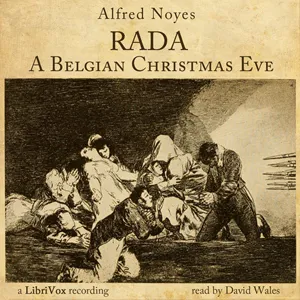 Alfred Noyes
RADA
A Belgian Christmas Eve
a LibriVox recording
read by David Wales